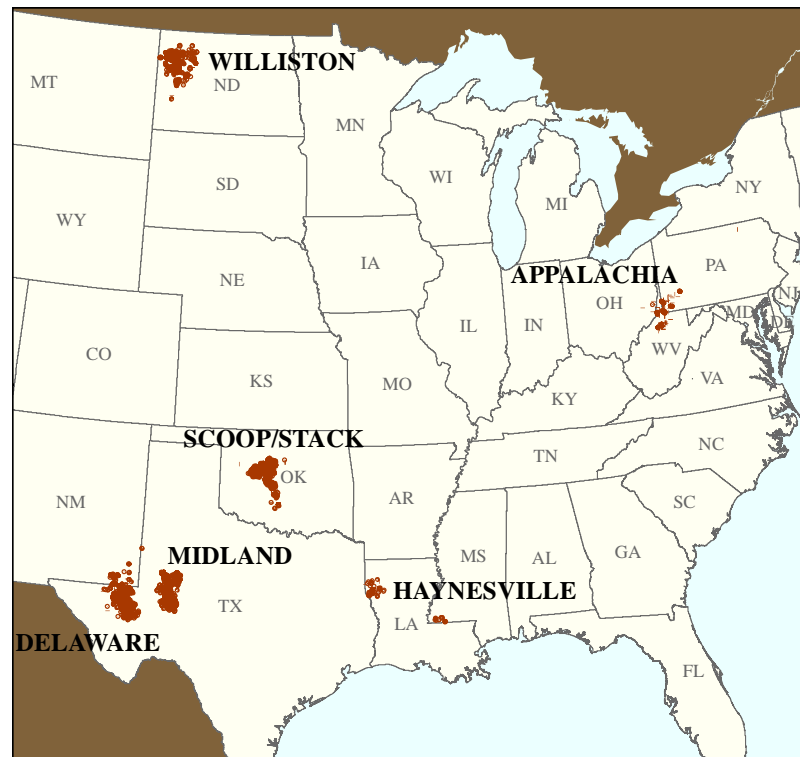 WILLISTON
MT
ND
MN
WI
MI
NY
SD
WY
IA
NE
APPALACHIA
PA
OH
NJ
MD
DE
IL
IN
WV
CO
KS
MO
KY
VA
SCOOP/STACK
OK
TN
NC
NM
AR
SC
MIDLAND
MS
AL
GA
HAYNESVILLE
TX
LA
DELAWARE
FL